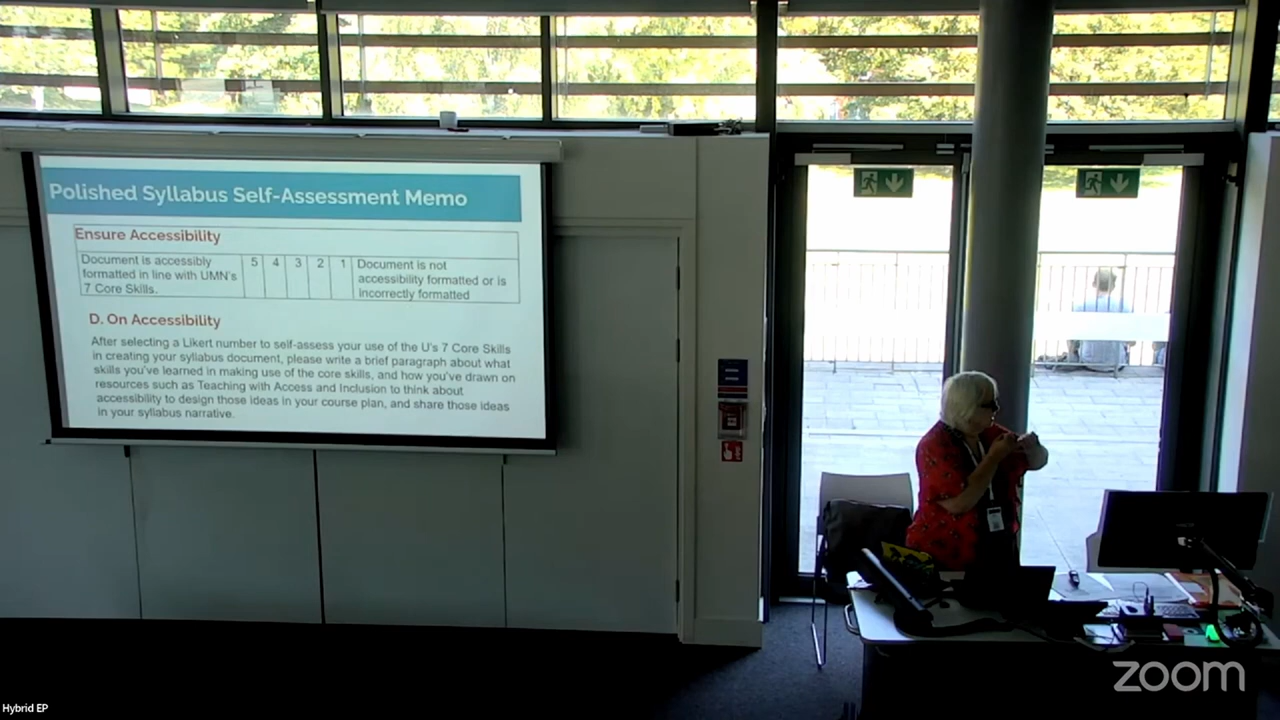 Polished Syllabus Self-Assessment Memo
Ensure Accessibility
Document is accessibly
formatted in line with UMN's
7 Core Skills.
5 4 3 2 1
Document is not
accessibility formatted or is
incorrectly formatted
D. On Accessibility
After selecting a Likert number to self-assess your use of the U's 7 Core Skills
in creating your syllabus document, please write a brief paragraph about what
skills you've learned in making use of the core skills, and how you've drawn on
resources such as Teaching with Access and Inclusion to think about
accessibility to design those ideas in your course plan, and share those ideas
in your syllabus narrative.
zoom
Hybrid EP